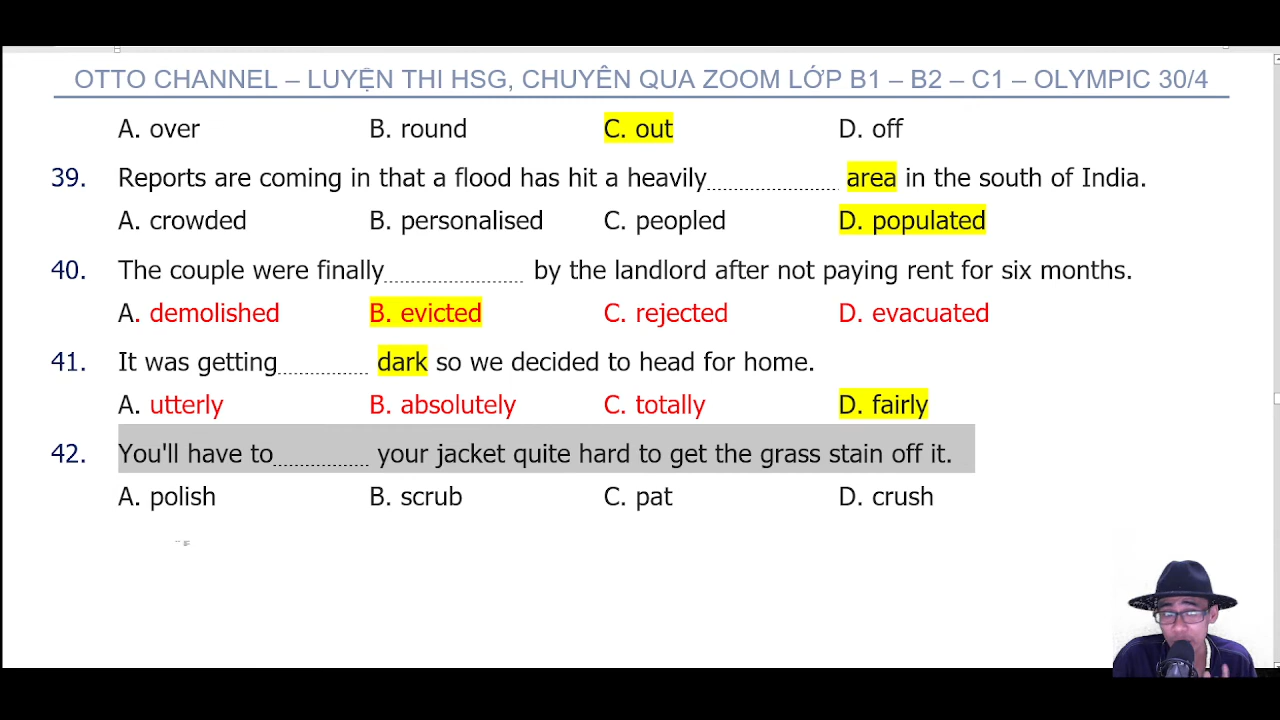 OTTO CHANNEL – LUYỆN THI HSG, CHUYÊN QUA ZOOM LỚP B1 – B2 – C1 – OLYMPIC 30/4
A. over B. round C. out D. off
39. Reports are coming in that a flood has hit a heavily.................... area in the south of India.
A. crowded B. personalised C. peopled D. populated
40. The couple were finally..................... by the landlord after not paying rent for six months.
A. demolished B. evicted C. rejected D. evacuated
41. It was getting.............. dark so we decided to head for home.
A. utterly B. absolutely C. totally D. fairly
42. You'll have to............... your jacket quite hard to get the grass stain off it.
A. polish B. scrub C. pat D. crush